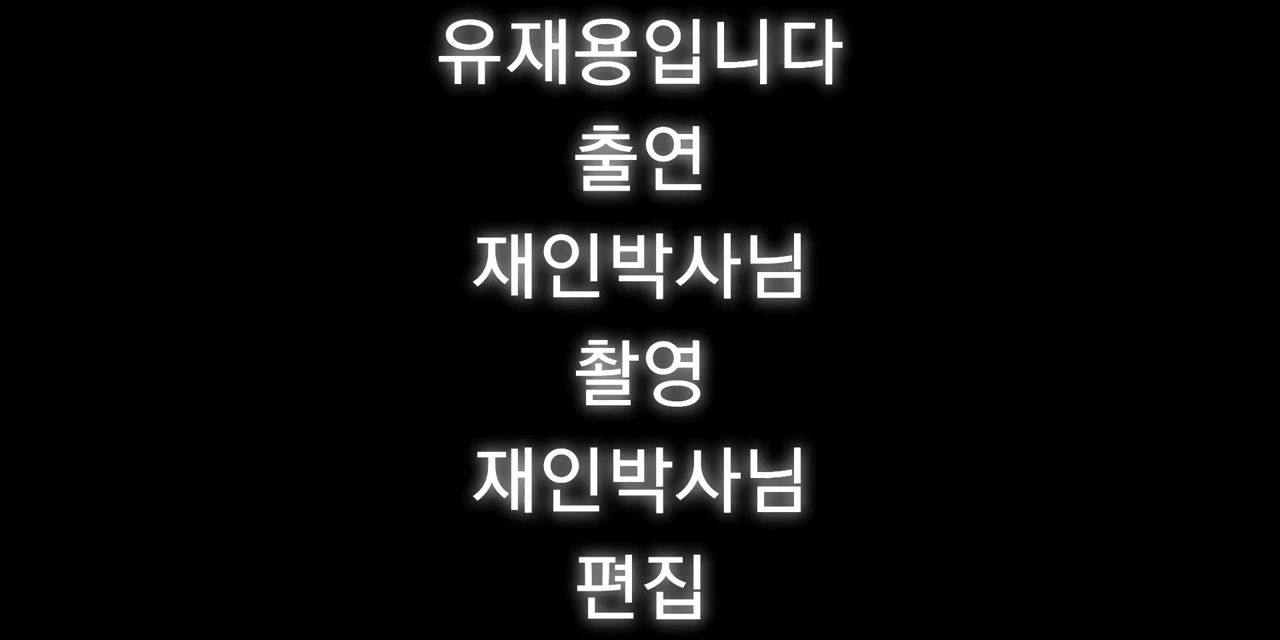 유재용입니다
출연
재인박사님
촬영
재인박사님
편집